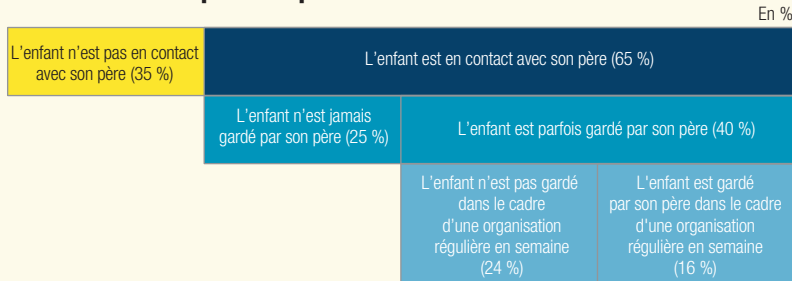 En %
L'enfant n'est pas en contact
avec son père (35 %)
L'enfant est en contact avec son père (65 %)
L'enfant n'est jamais
gardé par son père (25 %)
L'enfant est parfois gardé par son père (40 %)
L'enfant n'est pas gardé
dans le cadre
d'une organisation
régulière en semaine
(24 %)
L'enfant est gardé
par son père dans le cadre
d'une organisation
régulière en semaine
(16 %)